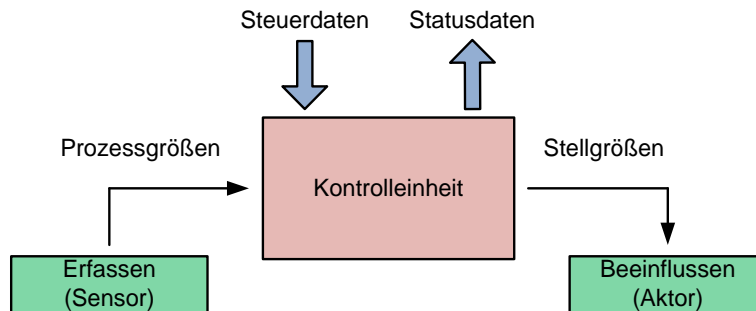 Steuerdaten
Statusdaten
Prozessgrößen
Stellgrößen
Kontrolleinheit
Erfassen
(Sensor)
Beeinflussen
(Aktor)